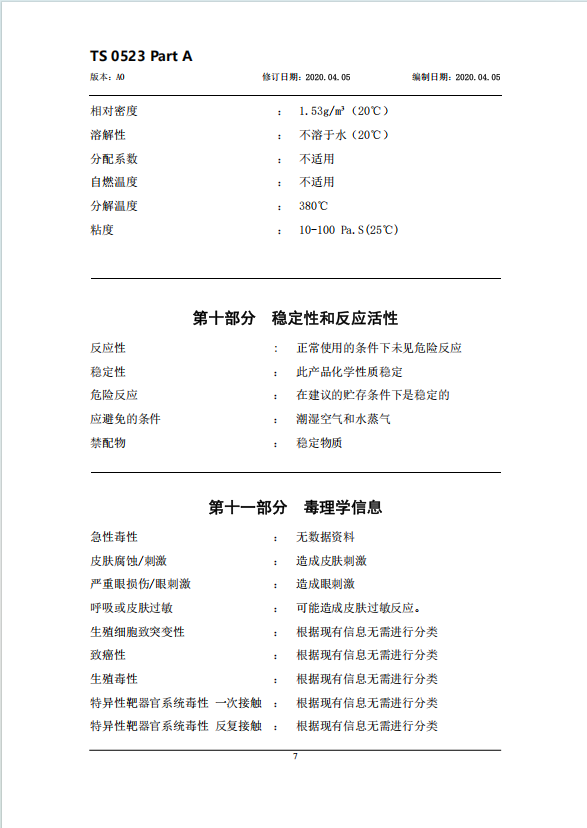 TS 0523 Part A
版本：A0 修订日期：2020.04.05 编制日期：2020.04.05
相对密度 ： 1.53g/m³（20℃）
溶解性 ： 不溶于水（20℃）
分配系数 ： 不适用
自燃温度 ： 不适用
分解温度 ： 380℃
粘度 ： 10-100 Pa.S(25℃)
第十部分 稳定性和反应活性
反应性 ： 正常使用的条件下未见危险反应
稳定性 ： 此产品化学性质稳定
危险反应 ： 在建议的贮存条件下是稳定的
应避免的条件 ： 潮湿空气和水蒸气
禁配物 ： 稳定物质
第十一部分 毒理学信息
急性毒性 ： 无数据资料
皮肤腐蚀/刺激 ： 造成皮肤刺激
严重眼损伤/眼刺激 ： 造成眼刺激
呼吸或皮肤过敏 ： 可能造成皮肤过敏反应。
生殖细胞致突变性 ： 根据现有信息无需进行分类
致癌性 ： 根据现有信息无需进行分类
生殖毒性 ： 根据现有信息无需进行分类
特异性靶器官系统毒性 一次接触 ： 根据现有信息无需进行分类
特异性靶器官系统毒性 反复接触 ： 根据现有信息无需进行分类
7